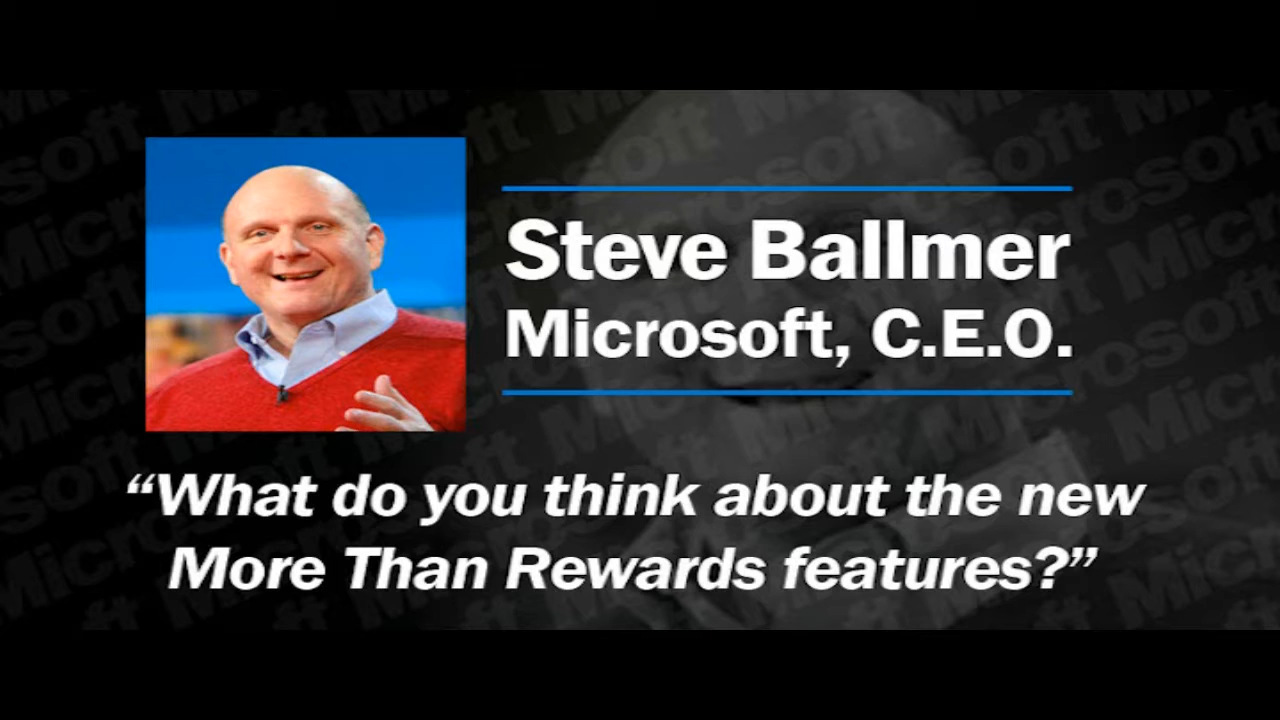 Steve Ballmer
Microsoft, C.E.O.
“What do you think about the new
More Than Rewards features?”